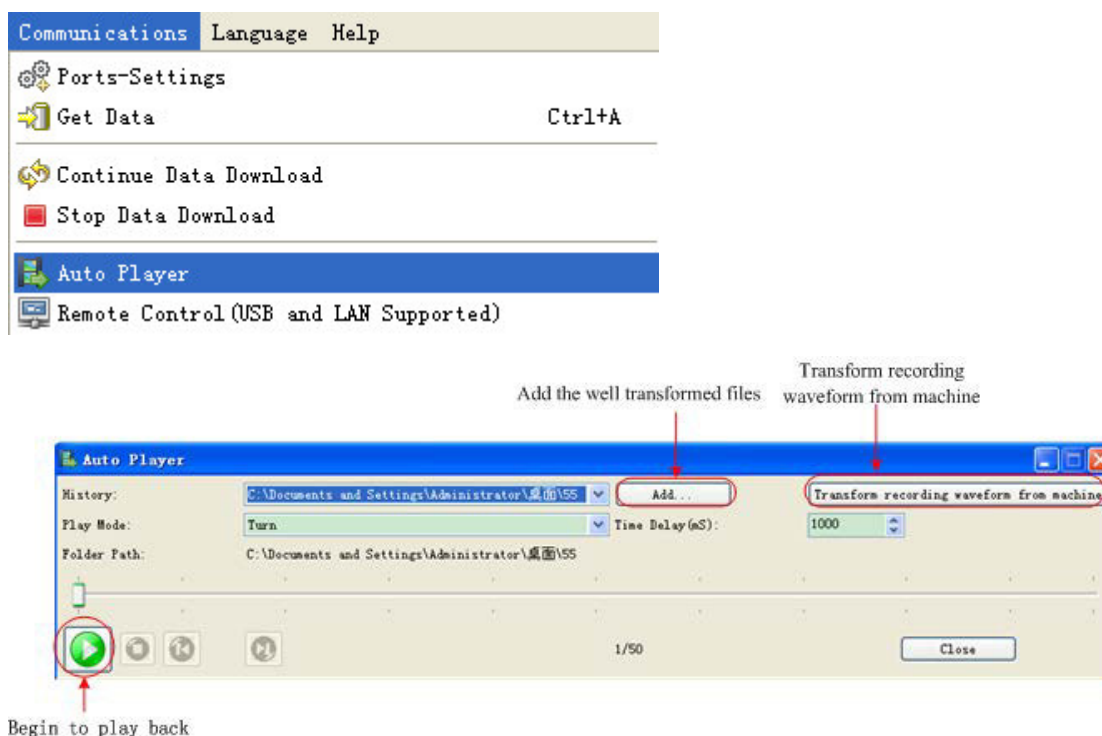 Communications Language Help
Ports-Settings
Get Data Ctrl+A
Continue Data Download
Stop Data Download
Auto Player
Remote Control(USB and LAN Supported)
Transform recording
Add the well transformed files waveform from machine
Auto Player
History: C:\Documents and Settings\Administrator\桌面\55 Add... Transform recording waveform from machine
Play Mode: Turn Time Delay(mS): 1000
Folder Path: C:\Documents and Settings\Administrator\桌面\55
1/50 Close
Begin to play back